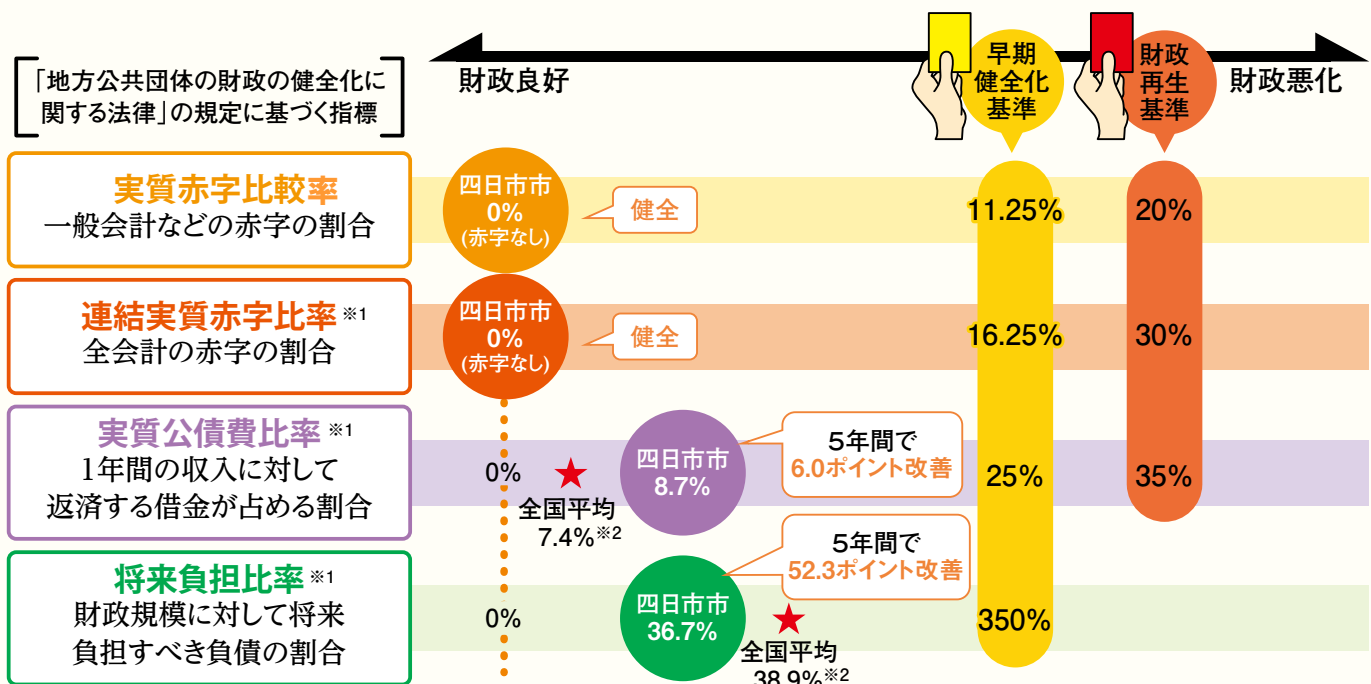 「地方公共団体の財政の健全化に
関する法律」の規定に基づく指標
財政良好
早期
健全化
基準
財政
再生
基準
財政悪化
実質赤字比較率
一般会計などの赤字の割合
四日市市
0%
(赤字なし)
健全
11.25%
20%
連結実質赤字比率※1
全会計の赤字の割合
四日市市
0%
(赤字なし)
健全
16.25%
30%
実質公債費比率※1
1年間の収入に対して
返済する借金が占める割合
0%
全国平均
7.4%※2
四日市市
8.7%
5年間で
6.0ポイント改善
25%
35%
将来負担比率※1
財政規模に対して将来
負担すべき負債の割合
0%
四日市市
36.7%
5年間で
52.3ポイント改善
全国平均
38.9%※2
350%